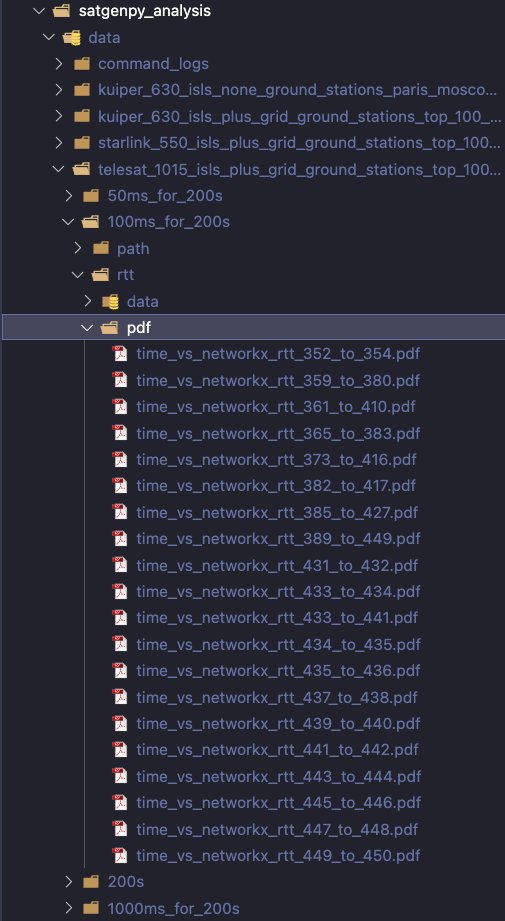 satgenpy_analysis
data
command_logs
kuiper_630_isls_none_ground_stations_paris_mosco...
kuiper_630_isls_plus_grid_ground_stations_top_100_...
starlink_550_isls_plus_grid_ground_stations_top_100...
telesat_1015_isls_plus_grid_ground_stations_top_100...
50ms_for_200s
100ms_for_200s
path
rtt
data
pdf
time_vs_networkx_rtt_352_to_354.pdf
time_vs_networkx_rtt_359_to_380.pdf
time_vs_networkx_rtt_361_to_410.pdf
time_vs_networkx_rtt_365_to_383.pdf
time_vs_networkx_rtt_373_to_416.pdf
time_vs_networkx_rtt_382_to_417.pdf
time_vs_networkx_rtt_385_to_427.pdf
time_vs_networkx_rtt_389_to_449.pdf
time_vs_networkx_rtt_431_to_432.pdf
time_vs_networkx_rtt_433_to_434.pdf
time_vs_networkx_rtt_433_to_441.pdf
time_vs_networkx_rtt_434_to_435.pdf
time_vs_networkx_rtt_435_to_436.pdf
time_vs_networkx_rtt_437_to_438.pdf
time_vs_networkx_rtt_439_to_440.pdf
time_vs_networkx_rtt_441_to_442.pdf
time_vs_networkx_rtt_443_to_444.pdf
time_vs_networkx_rtt_445_to_446.pdf
time_vs_networkx_rtt_447_to_448.pdf
time_vs_networkx_rtt_449_to_450.pdf
200s
1000ms_for_200s